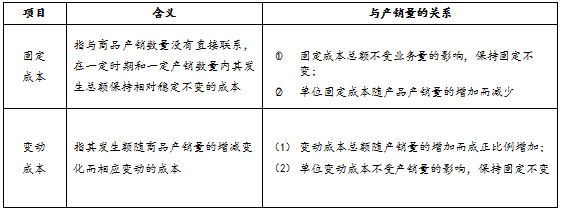 项目 含义 与产销量的关系
固定
成本
指与商品产销数量没有直接联系，
在一定时期和一定产销数量内其发
生总额保持相对稳定不变的成本
① 固定成本总额不受业务量的影响，保持固定不
变；
② 单位固定成本随产品产销量的增加而减少
变动
成本
指其发生额随商品产销量的增减变
化而相应变动的成本
（1） 变动成本总额随产销量的增加而成正比例增加；
（2） 单位变动成本不受产销量的影响，保持固定不变